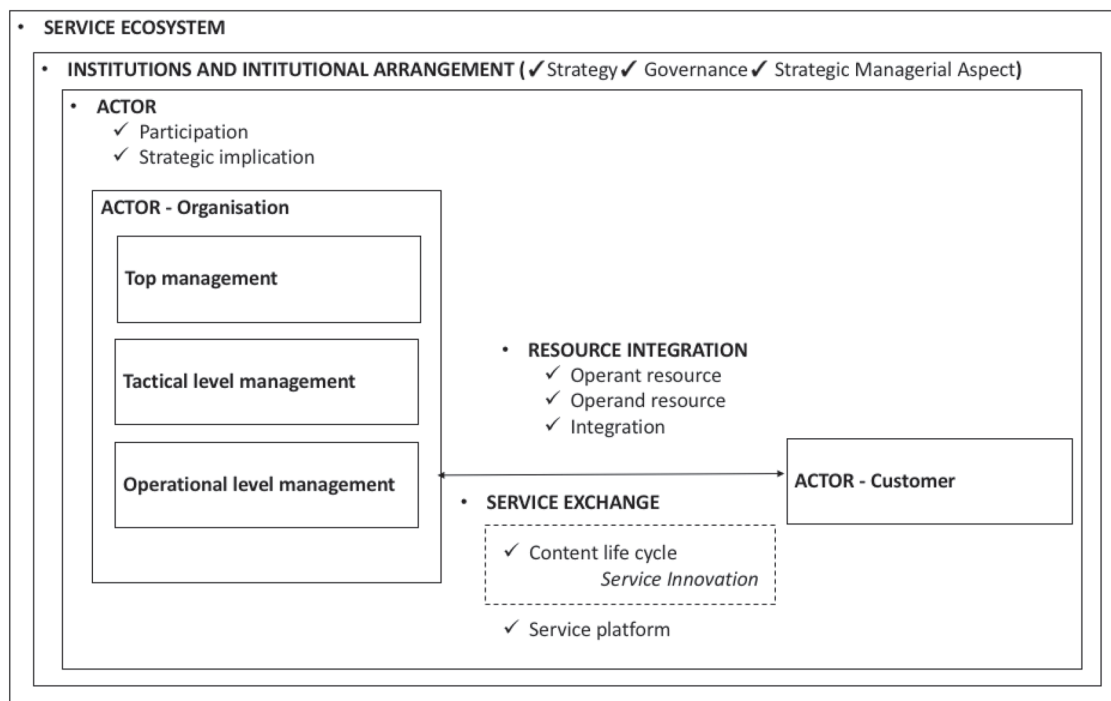 • SERVICE ECOSYSTEM
• INSTITUTIONS AND INTITUTIONAL ARRANGEMENT (✓Strategy✓ Governance✓ Strategic Managerial Aspect)
• ACTOR
✓ Participation
✓ Strategic implication
ACTOR - Organisation
Top management
Tactical level management
Operational level management
• RESOURCE INTEGRATION
✓ Operant resource
✓ Operand resource
✓ Integration
ACTOR - Customer
• SERVICE EXCHANGE
✓ Content life cycle
Service Innovation
✓ Service platform